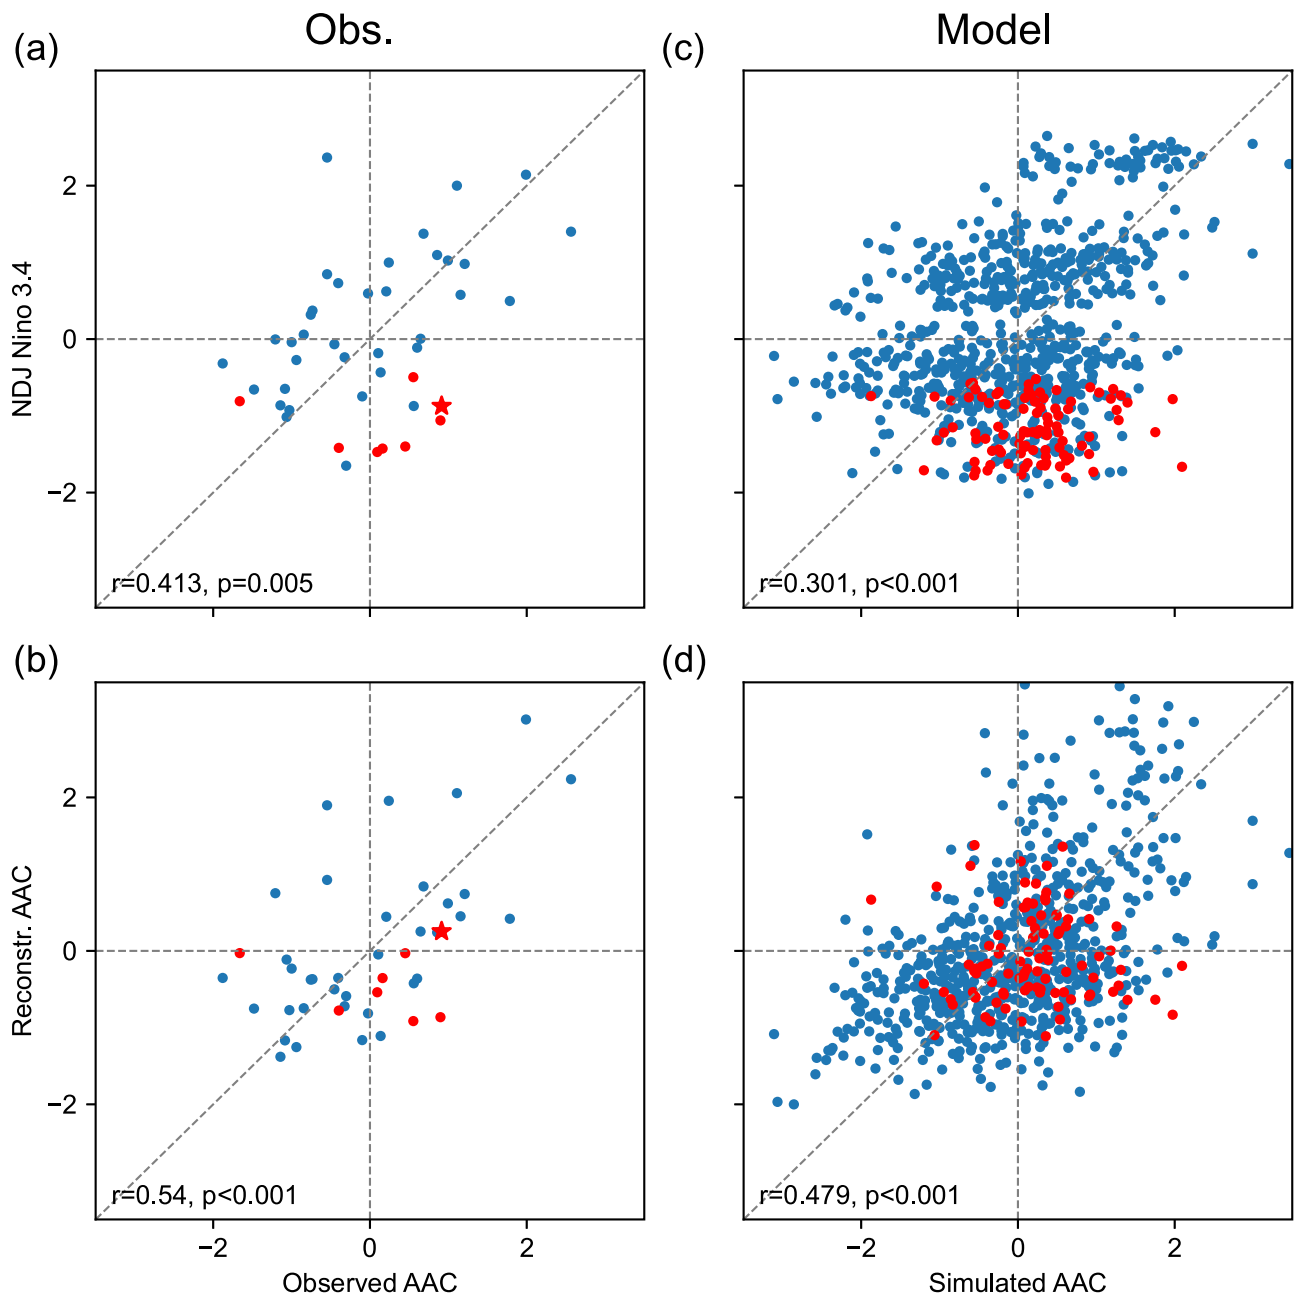 Obs.
Model
(a)
(c)
NDJ Nino 3.4
2
0
−2
r=0.413, p=0.005
r=0.301, p<0.001
(b)
(d)
Reconstr. AAC
2
0
−2
r=0.54, p<0.001
r=0.479, p<0.001
−2 0 2
−2 0 2
Observed AAC
Simulated AAC